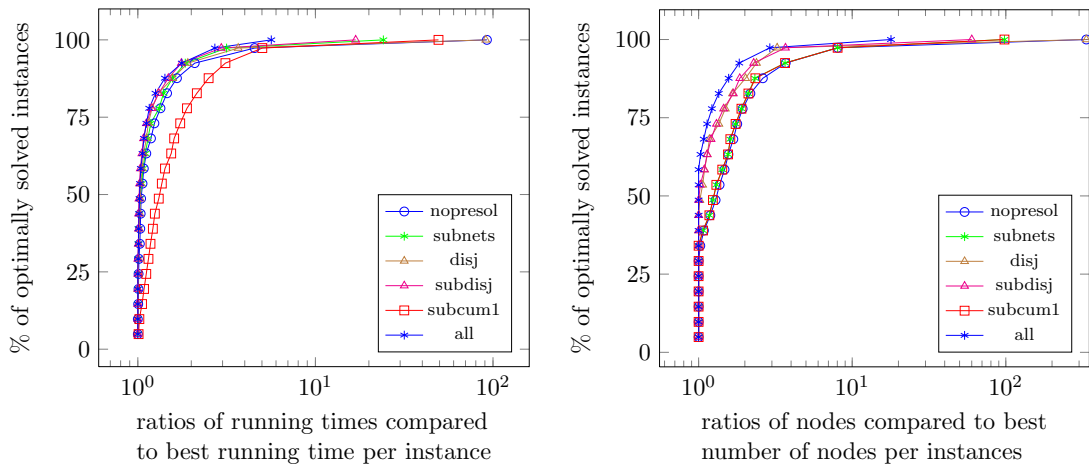 % of optimally solved instances
100
75
50
25
0
nopresol
subnets
disj
subdisj
subcum1
all
10^0
10^1
10^2
ratios of running times compared
to best running time per instance
% of optimally solved instances
100
75
50
25
0
nopresol
subnets
disj
subdisj
subcum1
all
10^0
10^1
10^2
ratios of nodes compared to best
number of nodes per instances